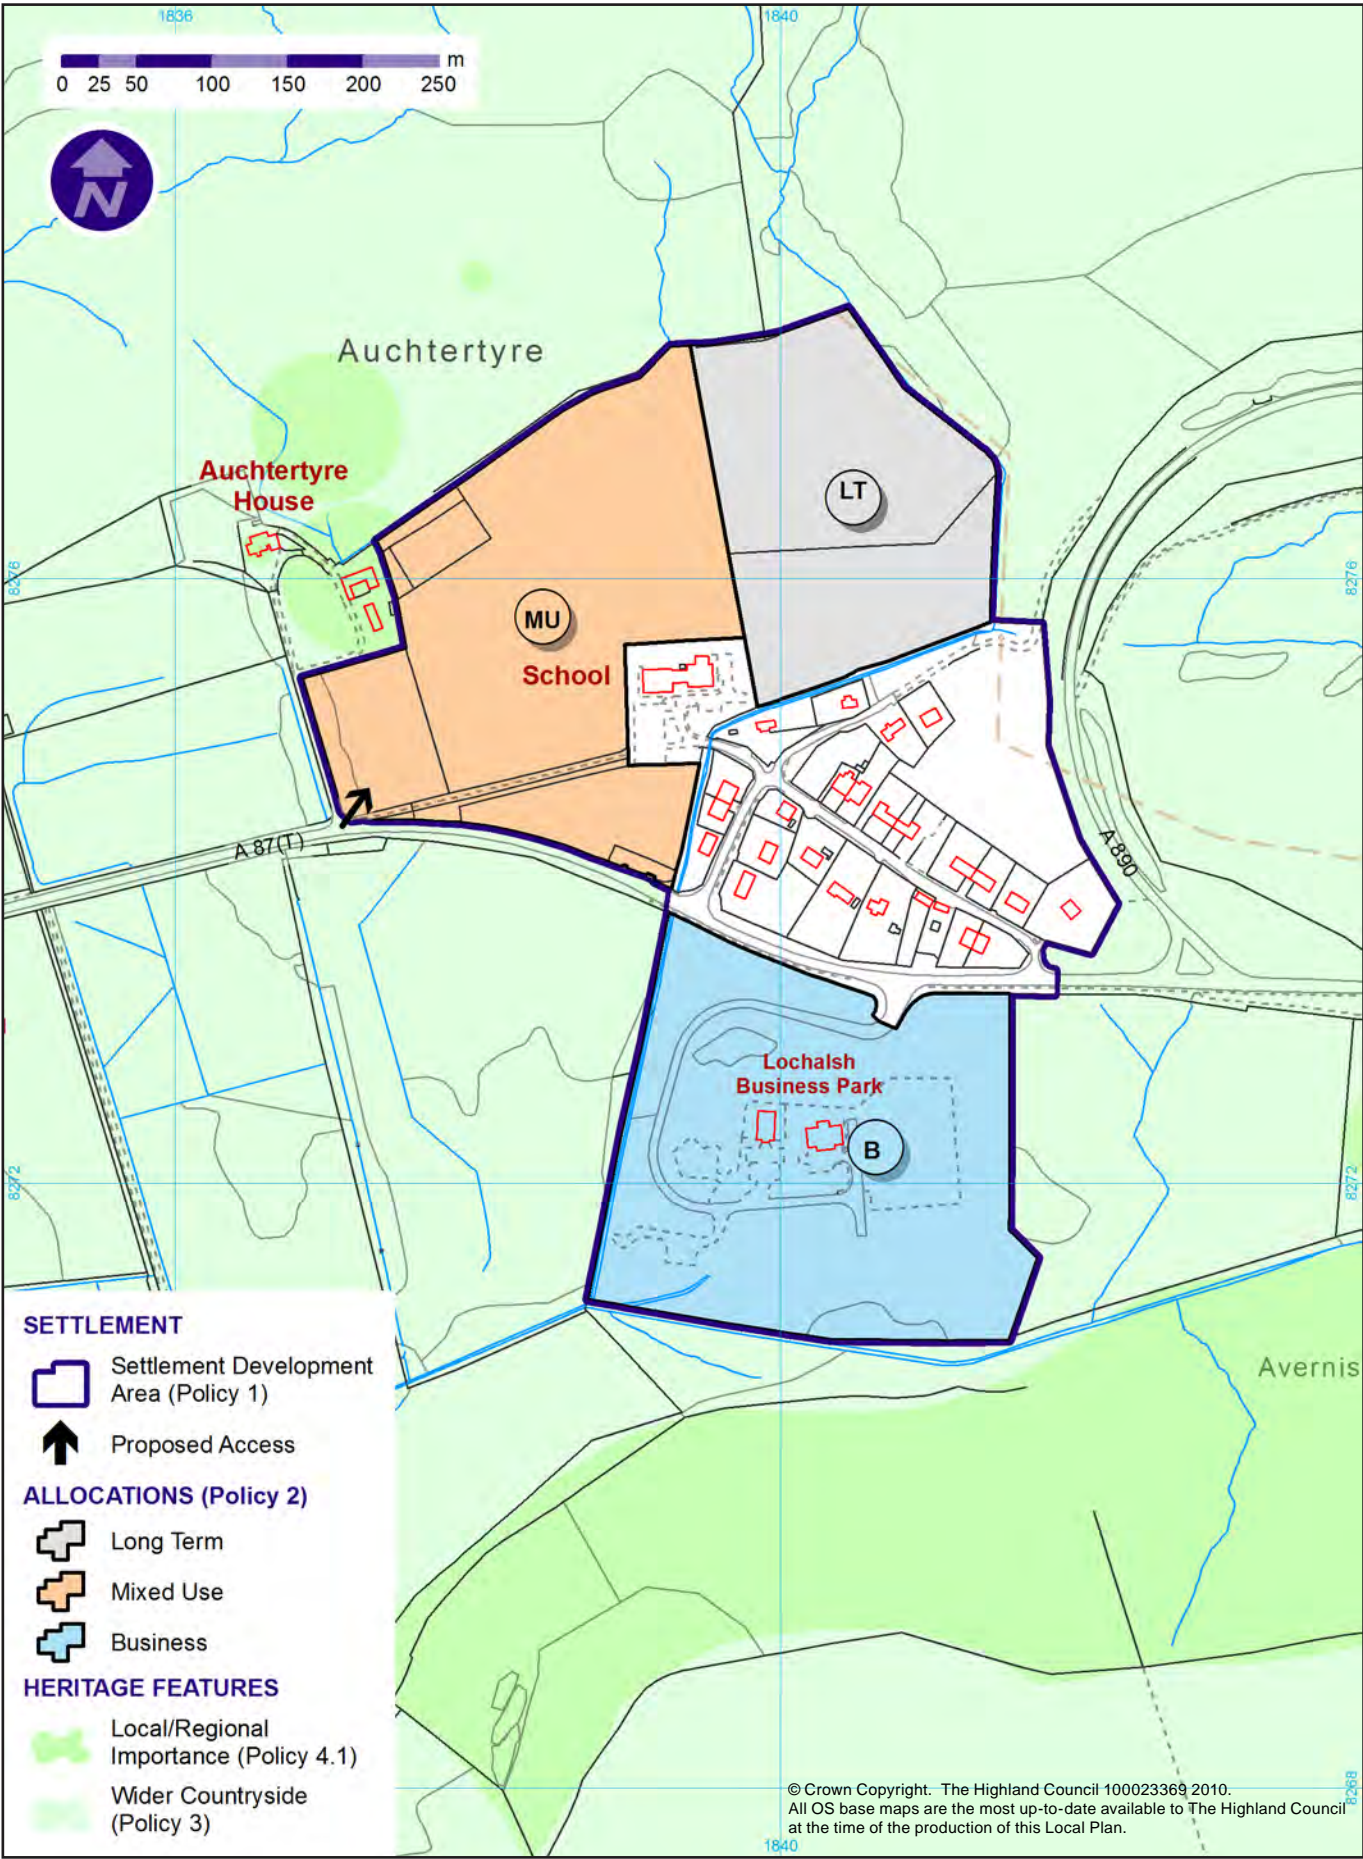 1836
1840
m
0 25 50 100 150 200 250
N
Auchtertyre
Auchtertyre
House
LT
8276
8276
MU
School
A 87(T)
A 890
Lochalsh
Business Park
B
8272
8272
SETTLEMENT
Settlement Development
Area (Policy 1)
Avernis
Proposed Access
ALLOCATIONS (Policy 2)
Long Term
Mixed Use
Business
HERITAGE FEATURES
Local/Regional
Importance (Policy 4.1)
Wider Countryside
(Policy 3)
8268
© Crown Copyright. The Highland Council 100023369 2010.
All OS base maps are the most up-to-date available to The Highland Council
at the time of the production of this Local Plan.
1840